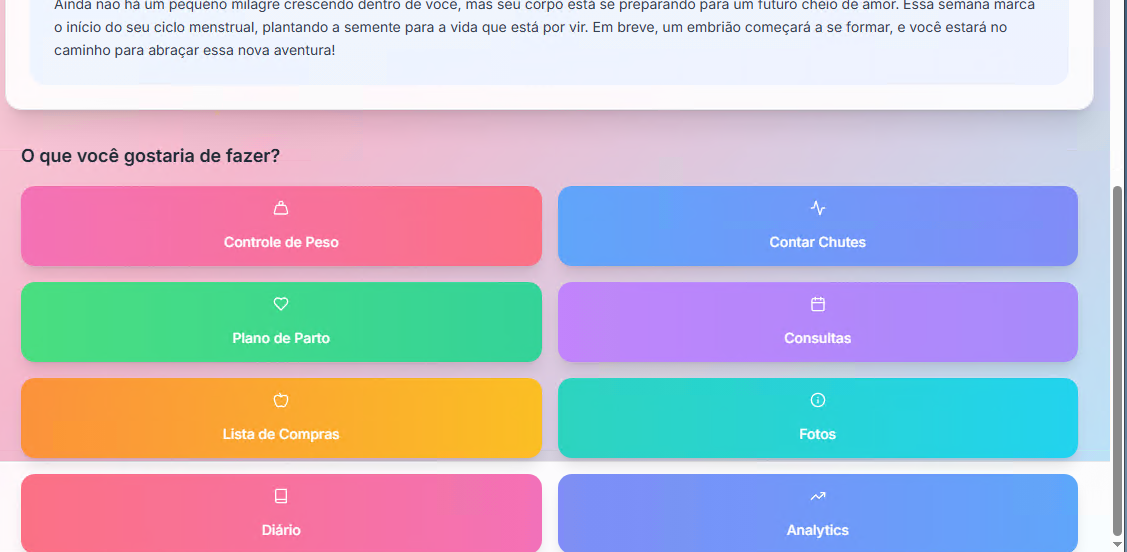 Ainda não há um pequeno milagre crescendo dentro de você, mas seu corpo está se preparando para um futuro cheio de amor. Essa semana marca
o início do seu ciclo menstrual, plantando a semente para a vida que está por vir. Em breve, um embrião começará a se formar, e você estará no
caminho para abraçar essa nova aventura!
O que você gostaria de fazer?
Controle de Peso
Contar Chutes
Plano de Parto
Consultas
Lista de Compras
Fotos
Diário
Analytics